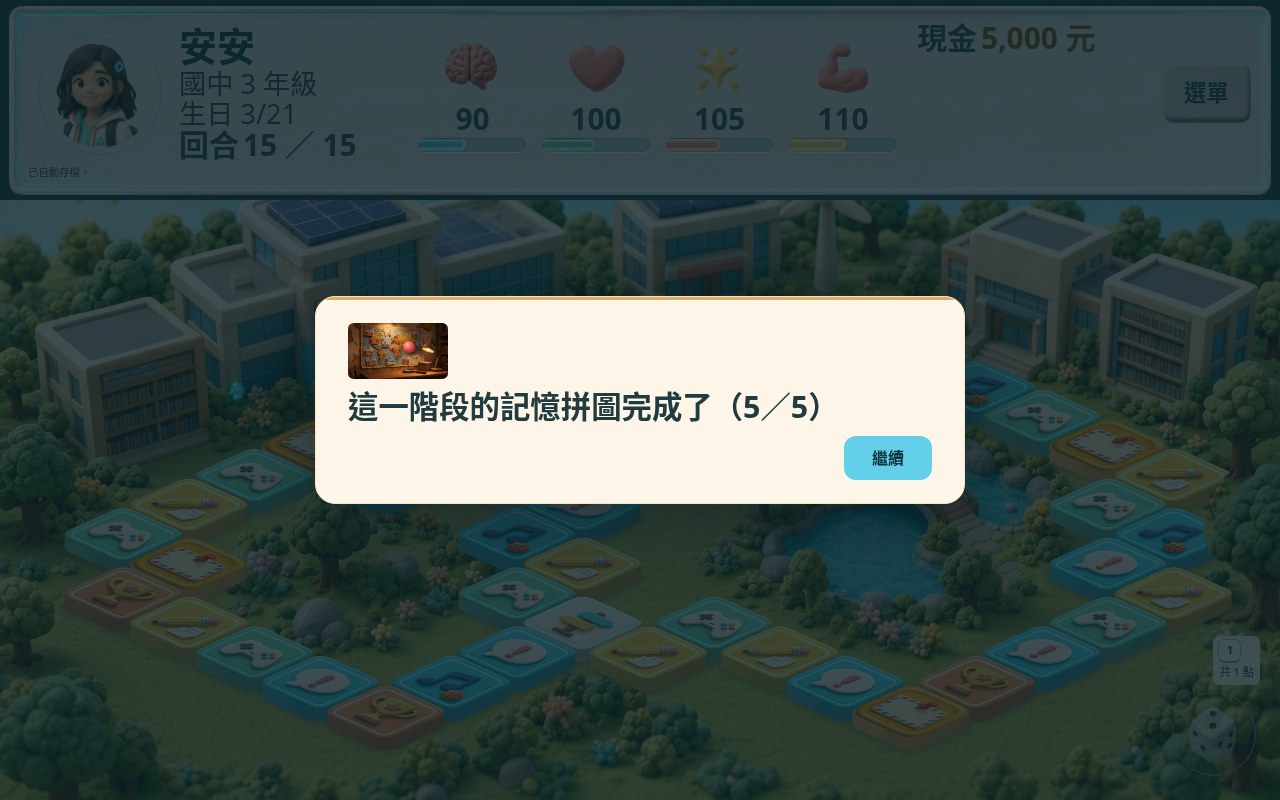 安安
國中 3 年級
生日 3/21
回合 15 ／ 15
已自動存檔。
90
100
105
110
現金 5,000 元
選單
這一階段的記憶拼圖完成了（5／5）
繼續
1
共 1 點